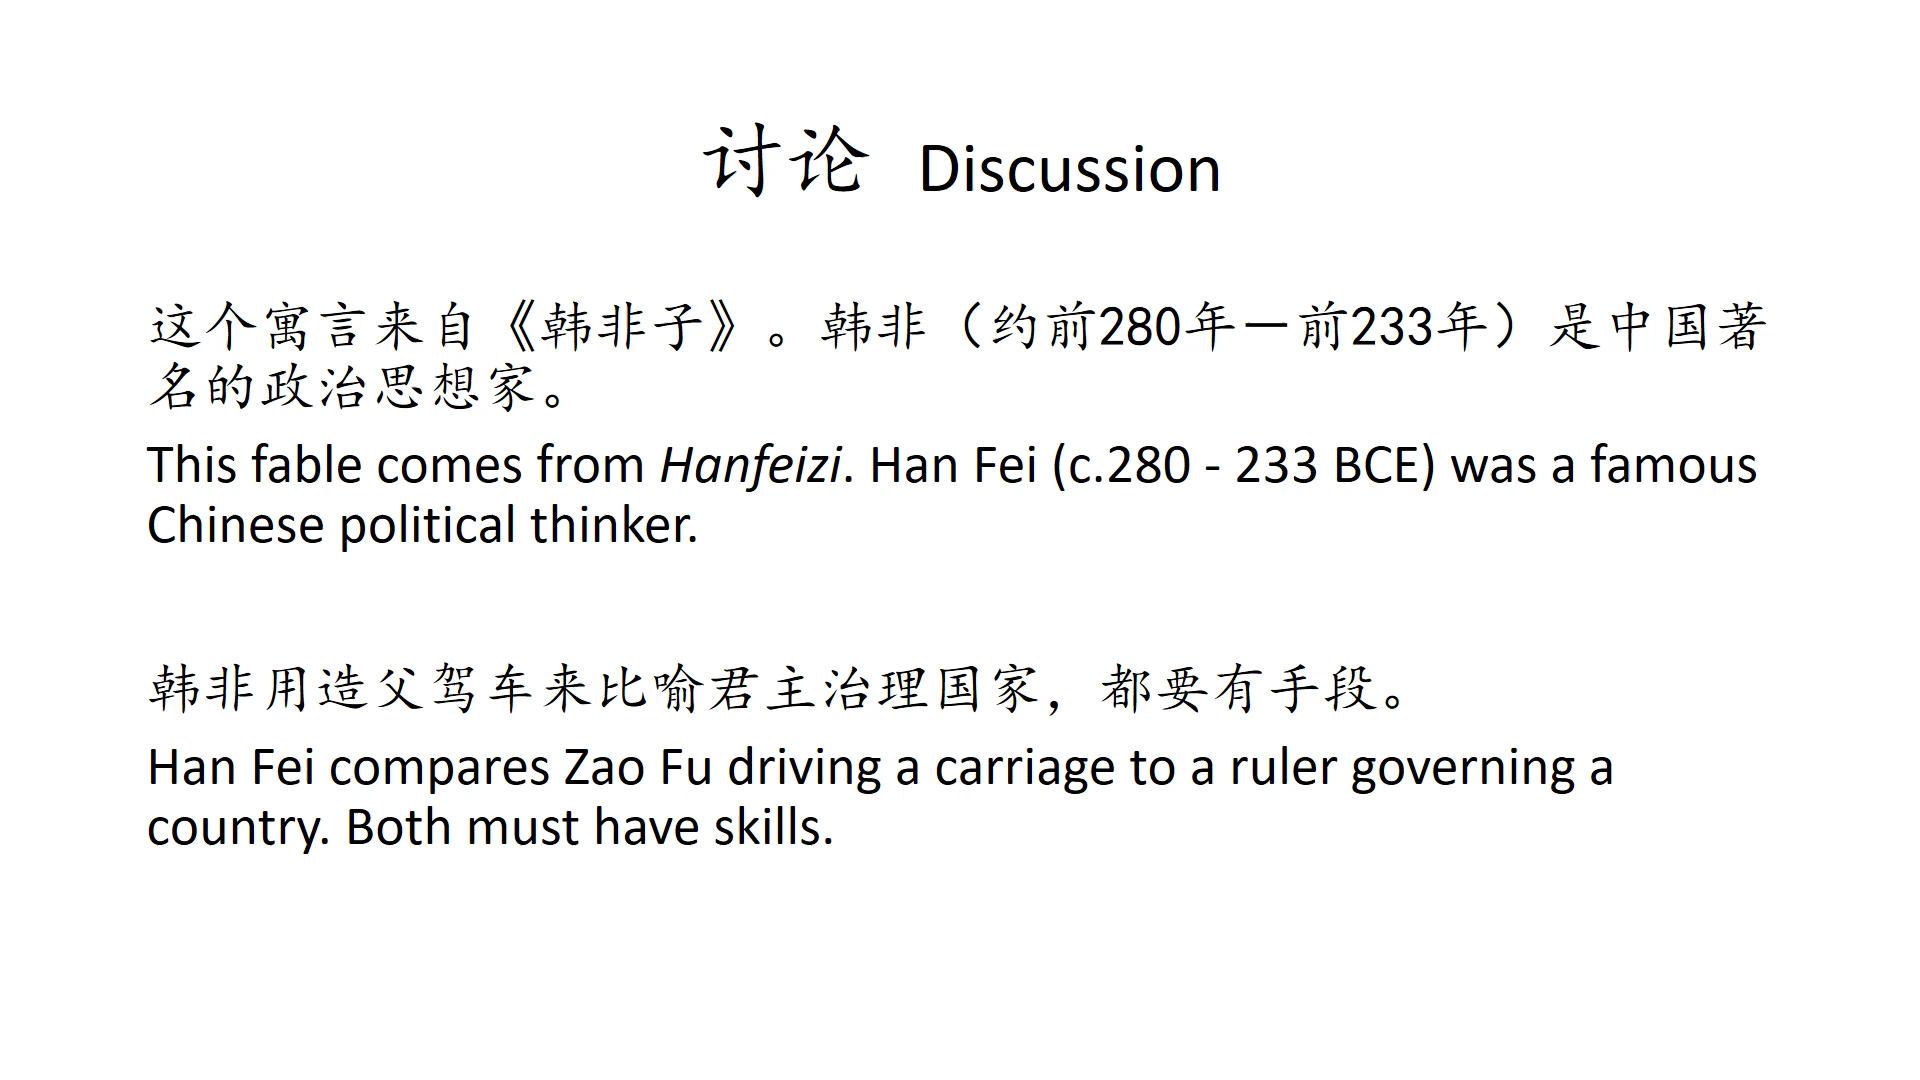 讨论 Discussion
这个寓言来自《韩非子》。韩非（约前280年—前233年）是中国著
名的政治思想家。
This fable comes from Hanfeizi. Han Fei (c.280 - 233 BCE) was a famous
Chinese political thinker.
韩非用造父驾车来比喻君主治理国家，都要有手段。
Han Fei compares Zao Fu driving a carriage to a ruler governing a
country. Both must have skills.